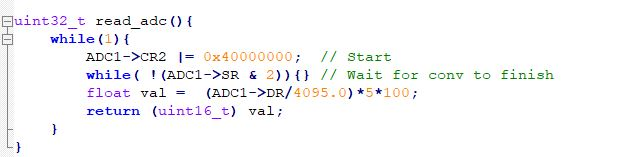 uint32_t read_adc(){
while(1){
ADC1->CR2 |= 0x40000000;  // Start
while( !(ADC1->SR & 2)){} // Wait for conv to finish
float val =  (ADC1->DR/4095.0)*5*100;
return (uint16_t) val;
}
}